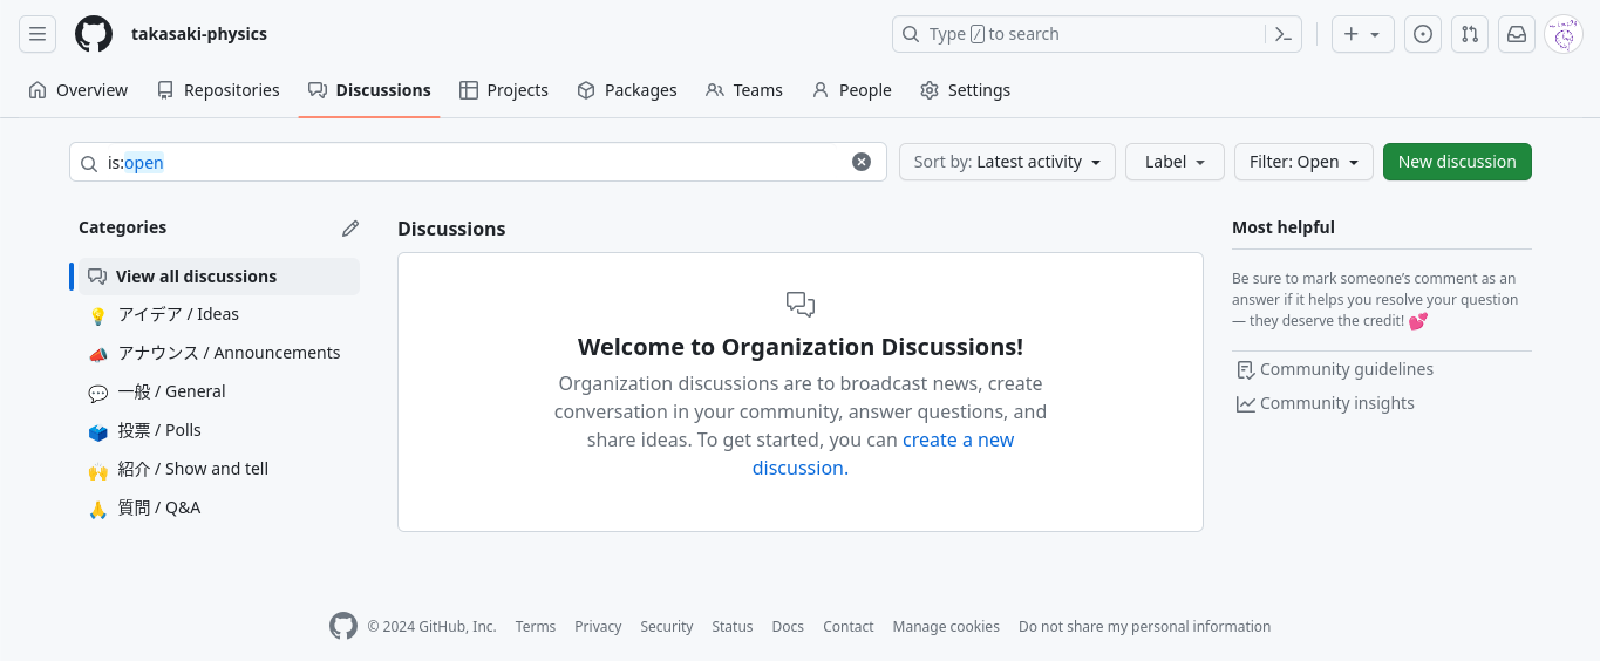 takasaki-physics
Type / to search
Overview
Repositories
Discussions
Projects
Packages
Teams
People
Settings
is:open
Sort by: Latest activity
Label
Filter: Open
New discussion
Categories
View all discussions
アイデア / Ideas
アナウンス / Announcements
一般 / General
投票 / Polls
紹介 / Show and tell
質問 / Q&A
Discussions
Welcome to Organization Discussions!
Organization discussions are to broadcast news, create
conversation in your community, answer questions, and
share ideas. To get started, you can create a new
discussion.
Most helpful
Be sure to mark someone’s comment as an
answer if it helps you resolve your question
— they deserve the credit! 💕
Community guidelines
Community insights
© 2024 GitHub, Inc.
Terms
Privacy
Security
Status
Docs
Contact
Manage cookies
Do not share my personal information